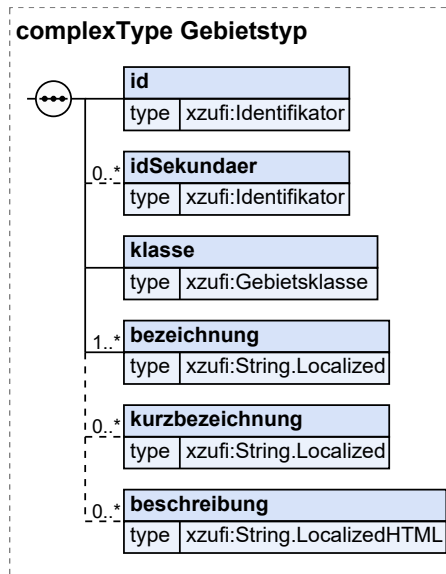 complexType Gebietstyp
id
type xzufi:Identifikator
0..* idSekundaer
type xzufi:Identifikator
klasse
type xzufi:Gebietsklasse
1..* bezeichnung
type xzufi:String.Localized
0..* kurzbezeichnung
type xzufi:String.Localized
0..* beschreibung
type xzufi:String.LocalizedHTML